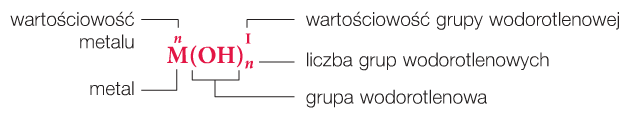 wartościowość
metalu
metal
n I
M(OH)n
wartościowość grupy wodorotlenowej
liczba grup wodorotlenowych
grupa wodorotlenowa